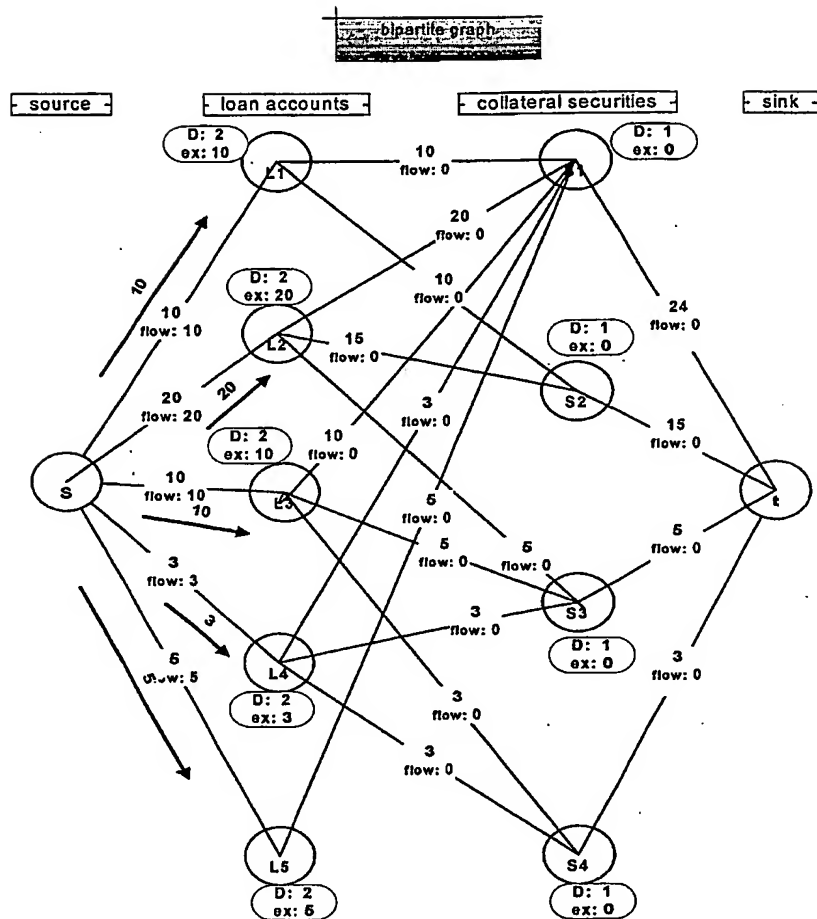 bipartite graph
source
loan accounts
collateral securities
sink
D: 2
ex: 10
L1
10
flow: 0
D: 1
ex: 0
20
flow: 0
10
10
flow: 10
D: 2
ex: 20
L2
10
flow: 0
24
flow: 0
15
flow: 0
D: 1
ex: 0
S2
20
flow: 20
20
3
flow: 0
15
flow: 0
D: 2
ex: 10
10
flow: 0
S
10
flow: 10
10
L3
5
flow: 0
t
5
flow: 0
5
flow: 0
5
flow: 0
3
flow: 3
3
3
flow: 0
S3
D: 1
ex: 0
3
flow: 0
5
flow: 5
5
L4
D: 2
ex: 3
3
flow: 0
3
flow: 0
L5
D: 2
ex: 5
S4
D: 1
ex: 0